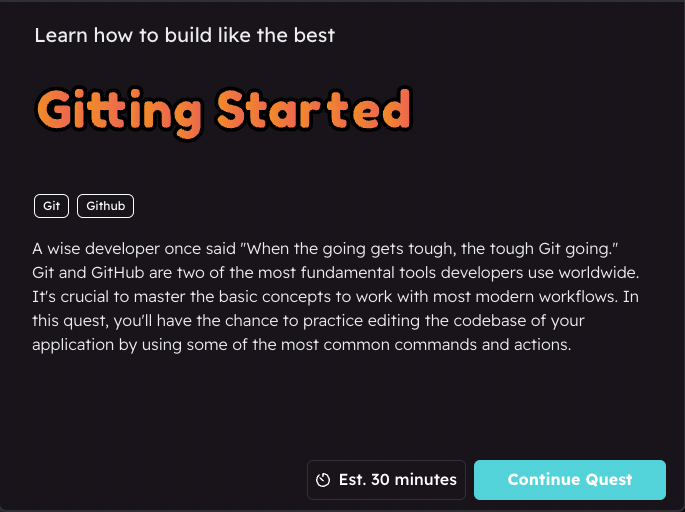 Learn how to build like the best
Gitting Started
Git Github
A wise developer once said "When the going gets tough, the tough Git going."
Git and GitHub are two of the most fundamental tools developers use worldwide.
It's crucial to master the basic concepts to work with most modern workflows. In
this quest, you'll have the chance to practice editing the codebase of your
application by using some of the most common commands and actions.
Est. 30 minutes Continue Quest